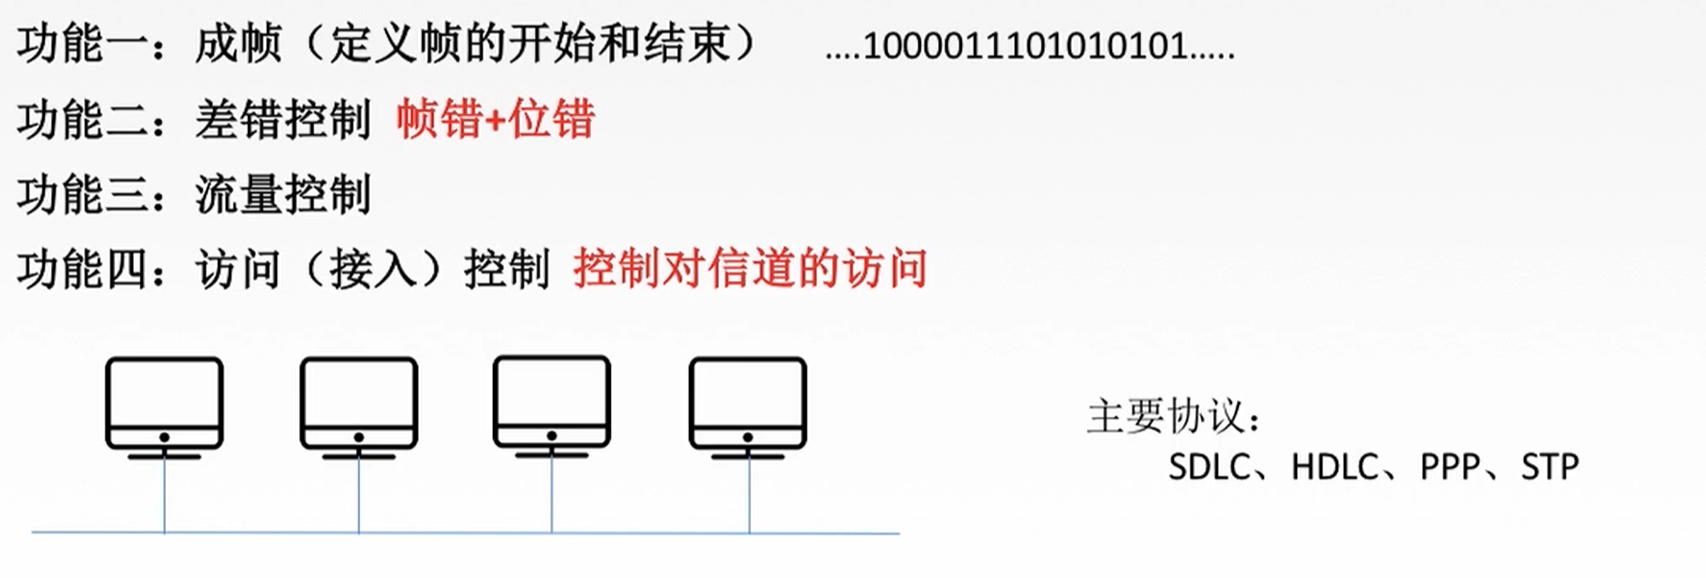 功能一：成帧（定义帧的开始和结束） ....1000011101010101.....
功能二：差错控制 帧错+位错
功能三：流量控制
功能四：访问（接入）控制 控制对信道的访问
主要协议：
SDLC、HDLC、PPP、STP